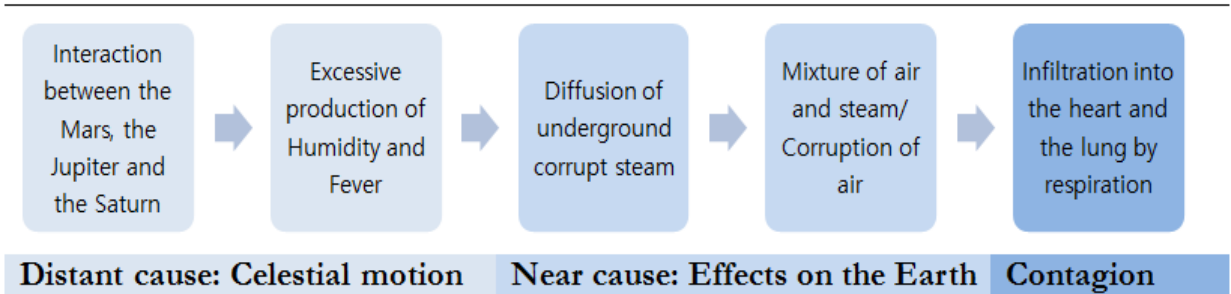 Interaction
between the
Mars, the
Jupiter and
the Saturn
Excessive
production of
Humidity and
Fever
Diffusion of
underground
corrupt steam
Mixture of air
and steam/
Corruption of
air
Infiltration into
the heart and
the lung by
respiration
Distant cause: Celestial motion
Near cause: Effects on the Earth
Contagion